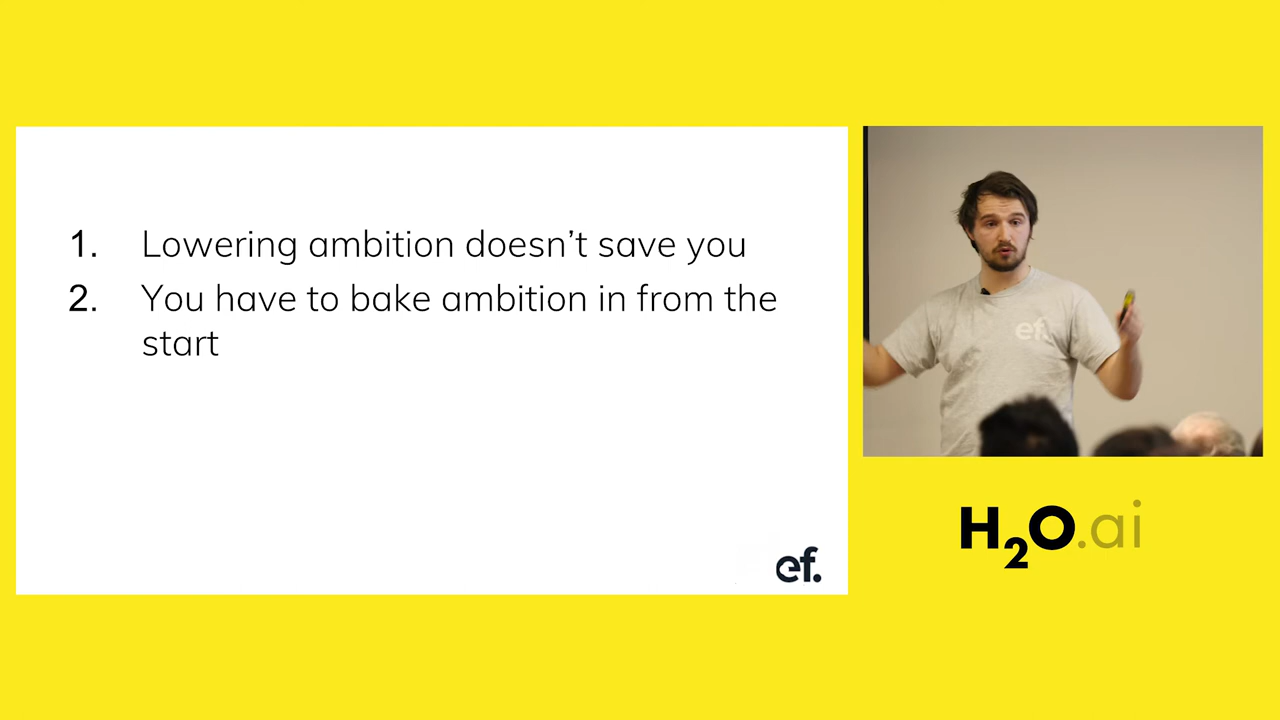 1. Lowering ambition doesn’t save you
2. You have to bake ambition in from the
start
ef.
ef.
H2O.ai